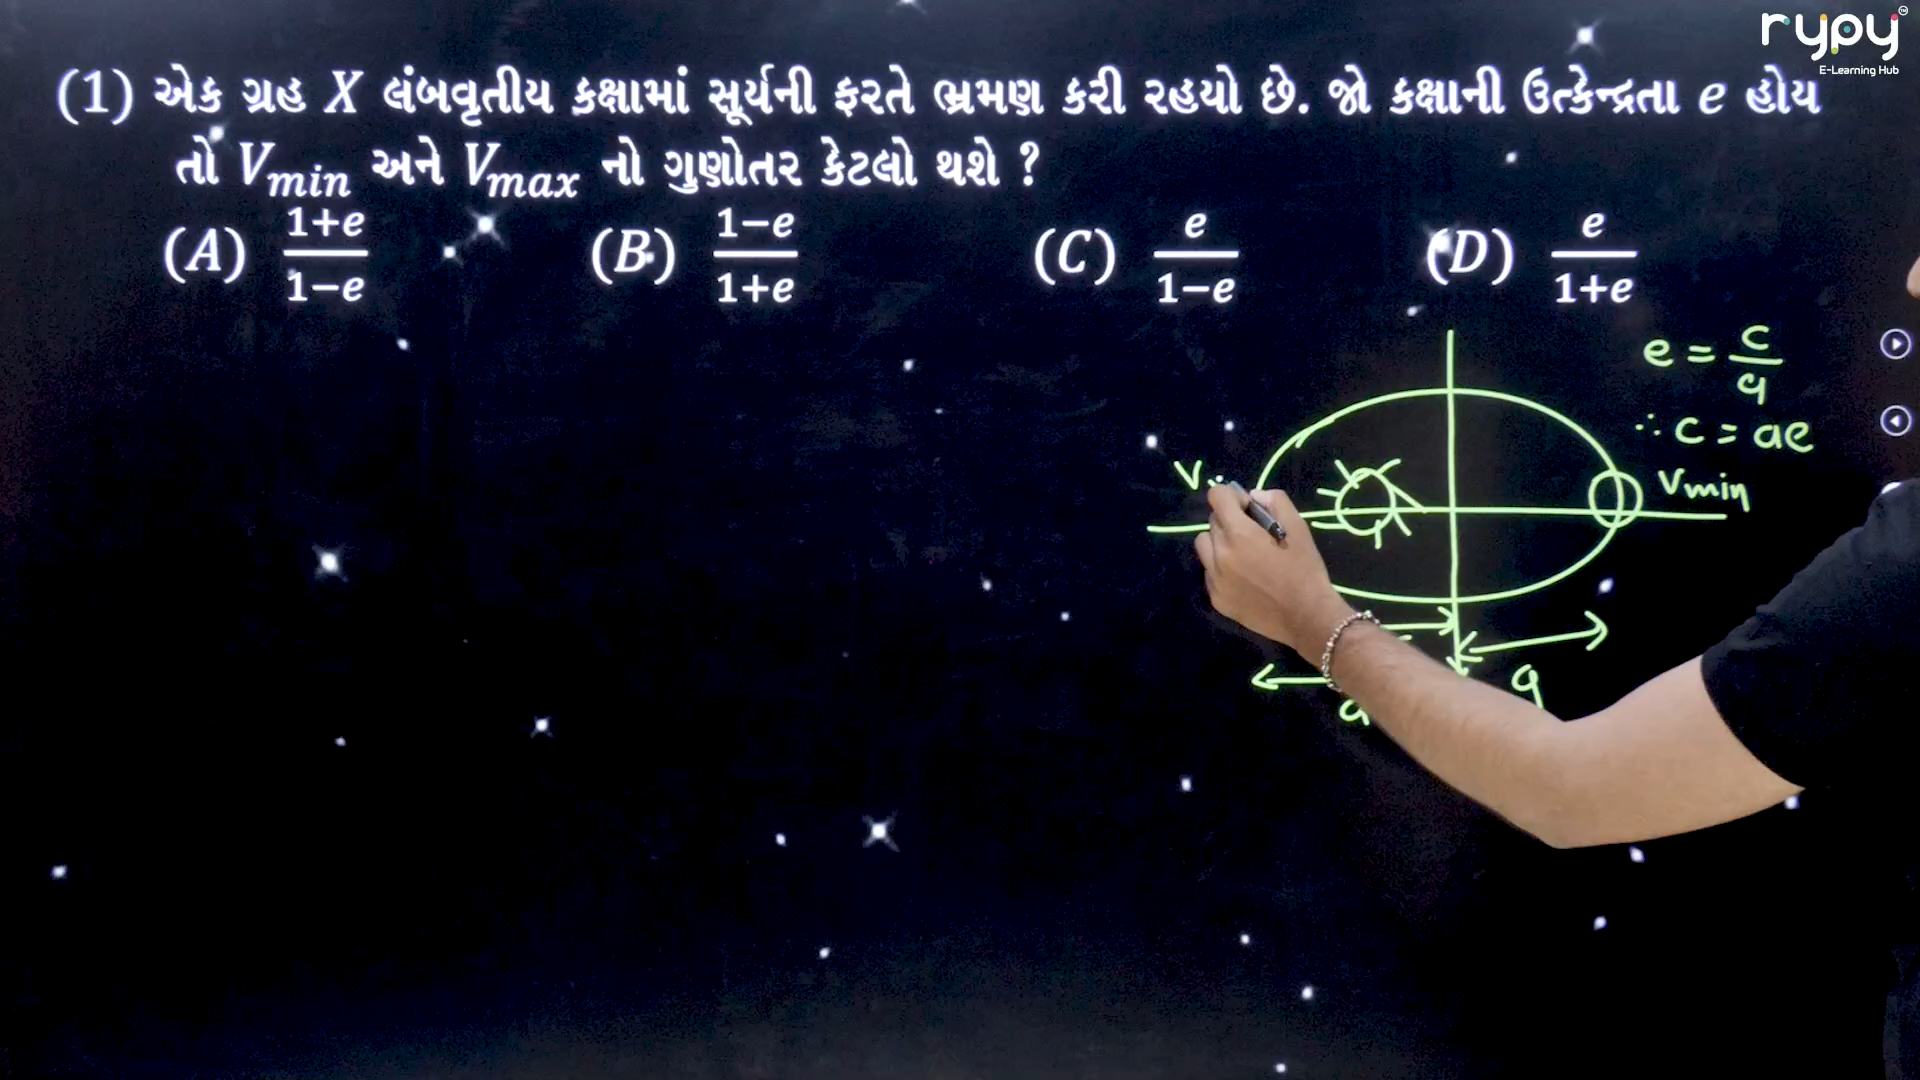 rypy™
E-Learning Hub
(1) એક ગ્રહ X લંબવૃતીય કક્ષામાં સૂર્યની ફરતે ભ્રમણ કરી રહયો છે. જો કક્ષાની ઉત્કેન્દ્રતા e હોય
તો Vmin અને Vmax નો ગુણોતર કેટલો થશે ?
(A) 1+e/1−e (B) 1−e/1+e (C) e/1−e (D) e/1+e
e = c/a
∴ c = ae
V
Vmin
a
a